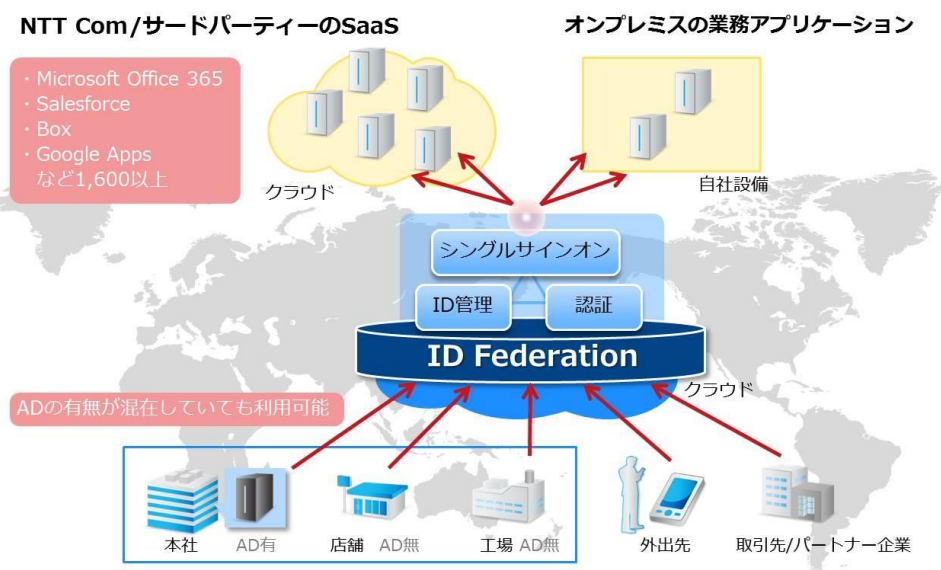 NTT Com/サードパーティーのSaaS
オンプレミスの業務アプリケーション
・Microsoft Office 365
・Salesforce
・Box
・Google Apps
など1,600以上
クラウド
自社設備
シングルサインオン
ID管理
認証
ID Federation
クラウド
ADの有無が混在していても利用可能
本社
AD有
店舗
AD無
工場
AD無
外出先
取引先/パートナー企業